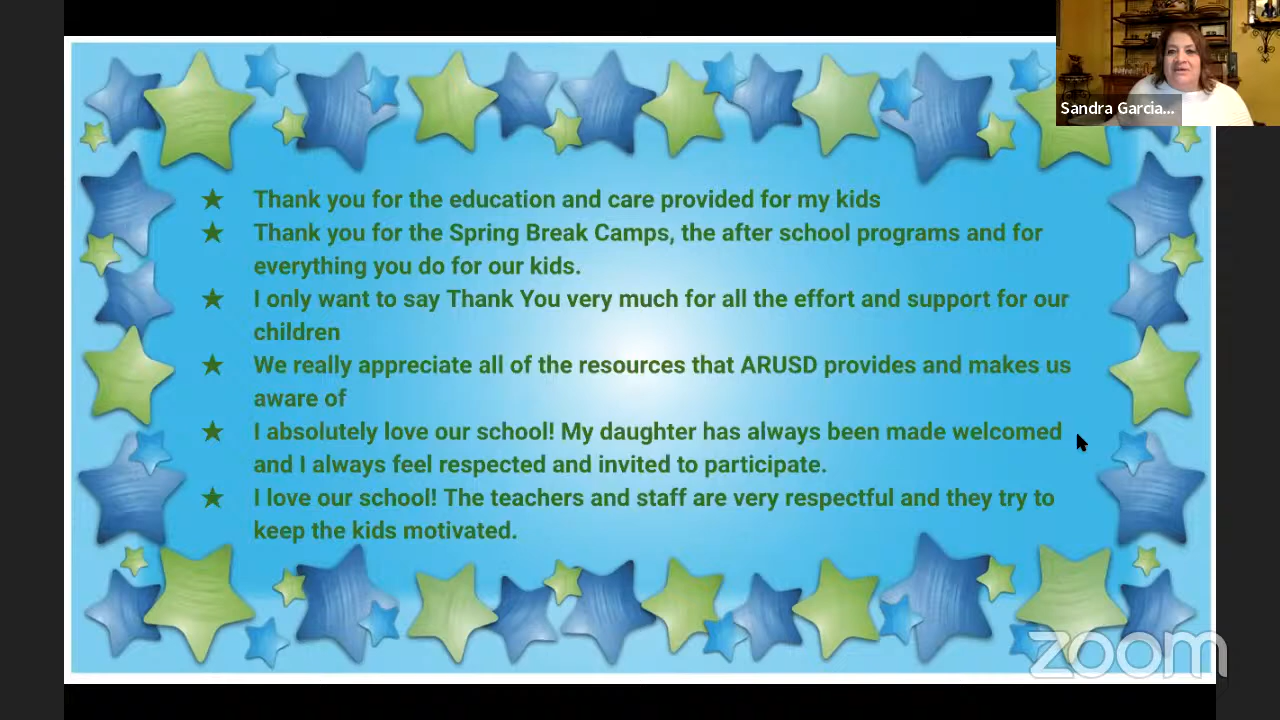 Sandra Garcia...
★ Thank you for the education and care provided for my kids
★ Thank you for the Spring Break Camps, the after school programs and for
everything you do for our kids.
★ I only want to say Thank You very much for all the effort and support for our
children
★ We really appreciate all of the resources that ARUSD provides and makes us
aware of
★ I absolutely love our school! My daughter has always been made welcomed
and I always feel respected and invited to participate.
★ I love our school! The teachers and staff are very respectful and they try to
keep the kids motivated.
zoom